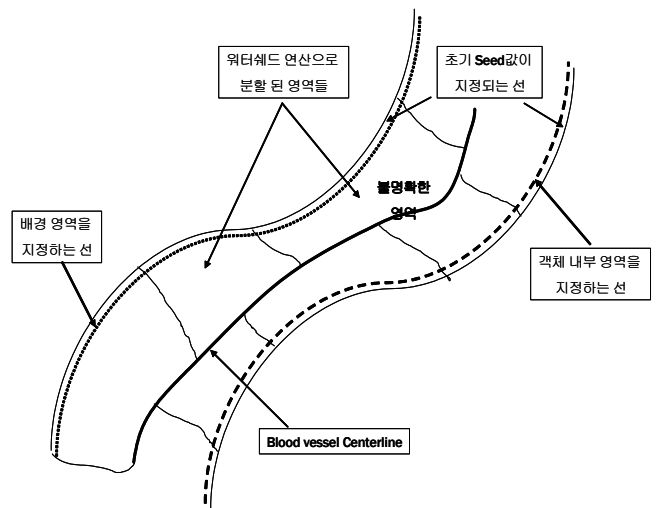 워터쉐드 연산으로
분할 된 영역들
초기 Seed값이
지정되는 선
불명확한
영역
배경 영역을
지정하는 선
객체 내부 영역을
지정하는 선
Blood vessel Centerline